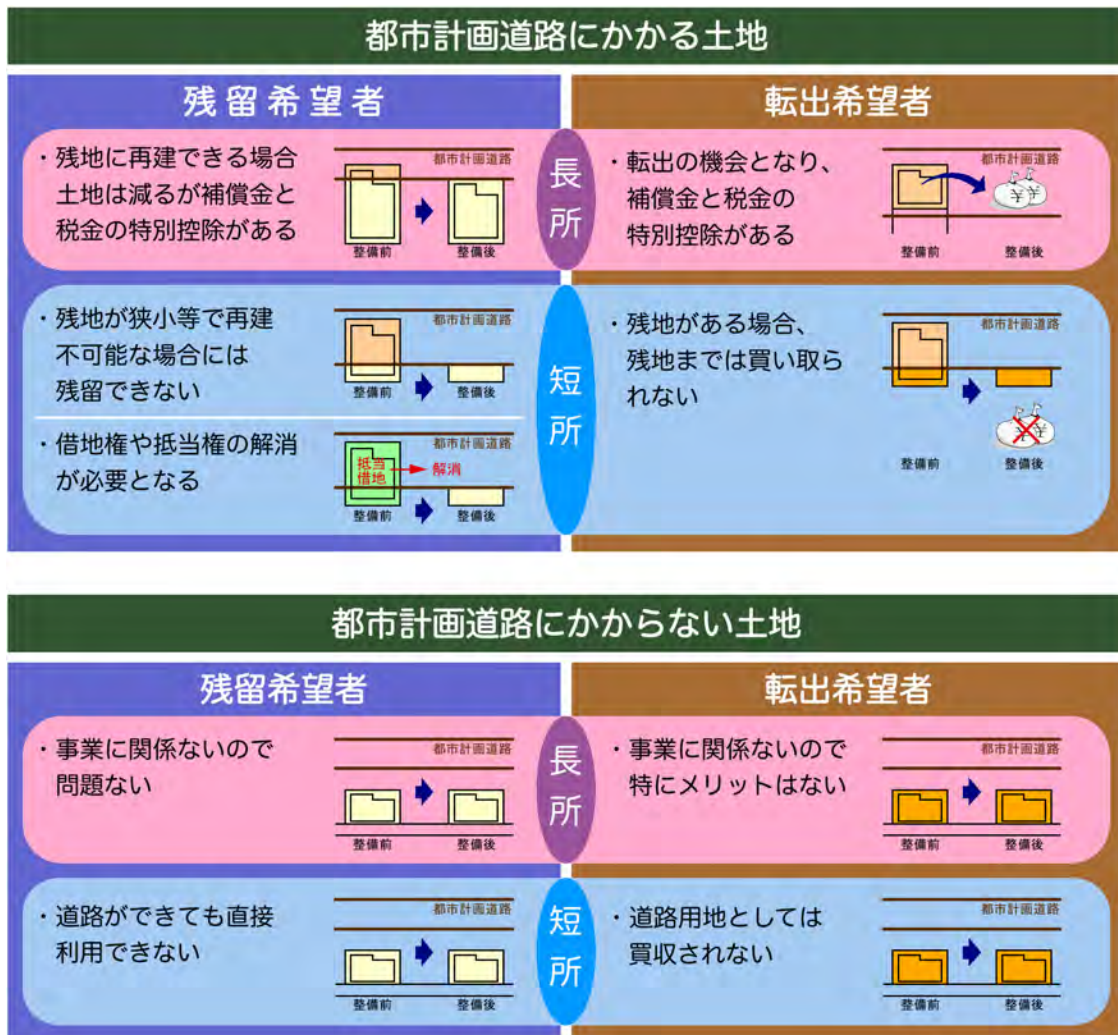 都市計画道路にかかる土地
残留希望者
転出希望者
長所
・残地に再建できる場合
土地は減るが補償金と
税金の特別控除がある
都市計画道路
整備前
整備後
・転出の機会となり、
補償金と税金の
特別控除がある
都市計画道路
¥ ¥
整備前
整備後
短所
・残地が狭小等で再建
不可能な場合には
残留できない
都市計画道路
整備前
整備後
・借地権や抵当権の解消
が必要となる
都市計画道路
抵当
借地
解消
整備前
整備後
・残地がある場合、
残地までは買い取ら
れない
都市計画道路
¥ ¥
整備前
整備後
都市計画道路にかからない土地
残留希望者
転出希望者
長所
・事業に関係ないので
問題ない
都市計画道路
整備前
整備後
・事業に関係ないので
特にメリットはない
都市計画道路
整備前
整備後
短所
・道路ができても直接
利用できない
都市計画道路
整備前
整備後
・道路用地としては
買収されない
都市計画道路
整備前
整備後